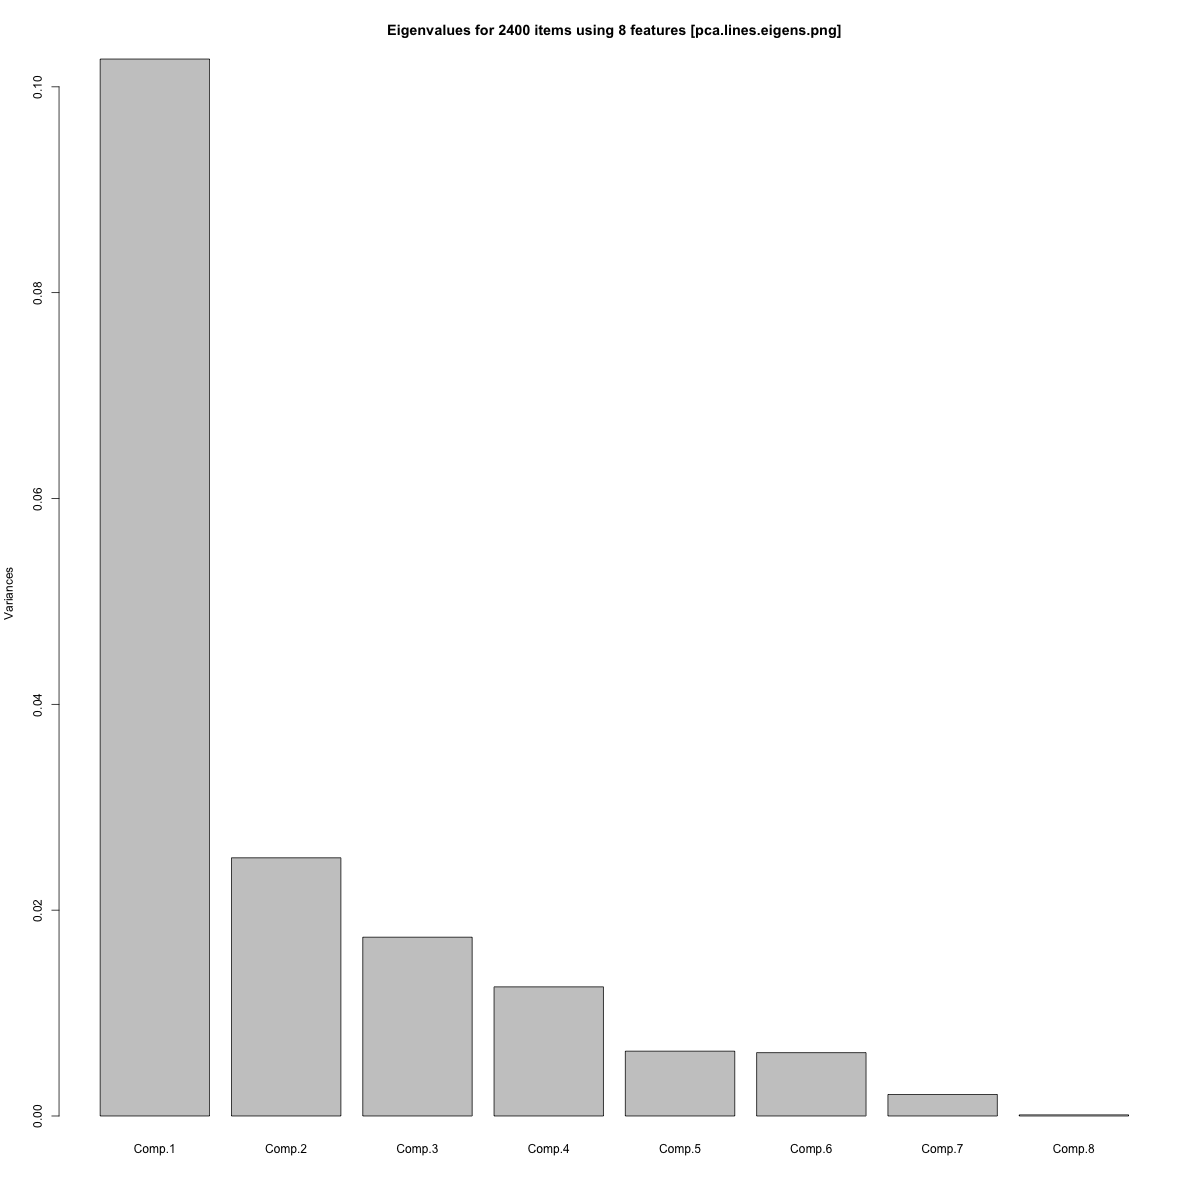 Eigenvalues for 2400 items using 8 features [pca.lines.eigens.png]
Variances
0.10
0.08
0.06
0.04
0.02
0.00
Comp.1 Comp.2 Comp.3 Comp.4 Comp.5 Comp.6 Comp.7 Comp.8